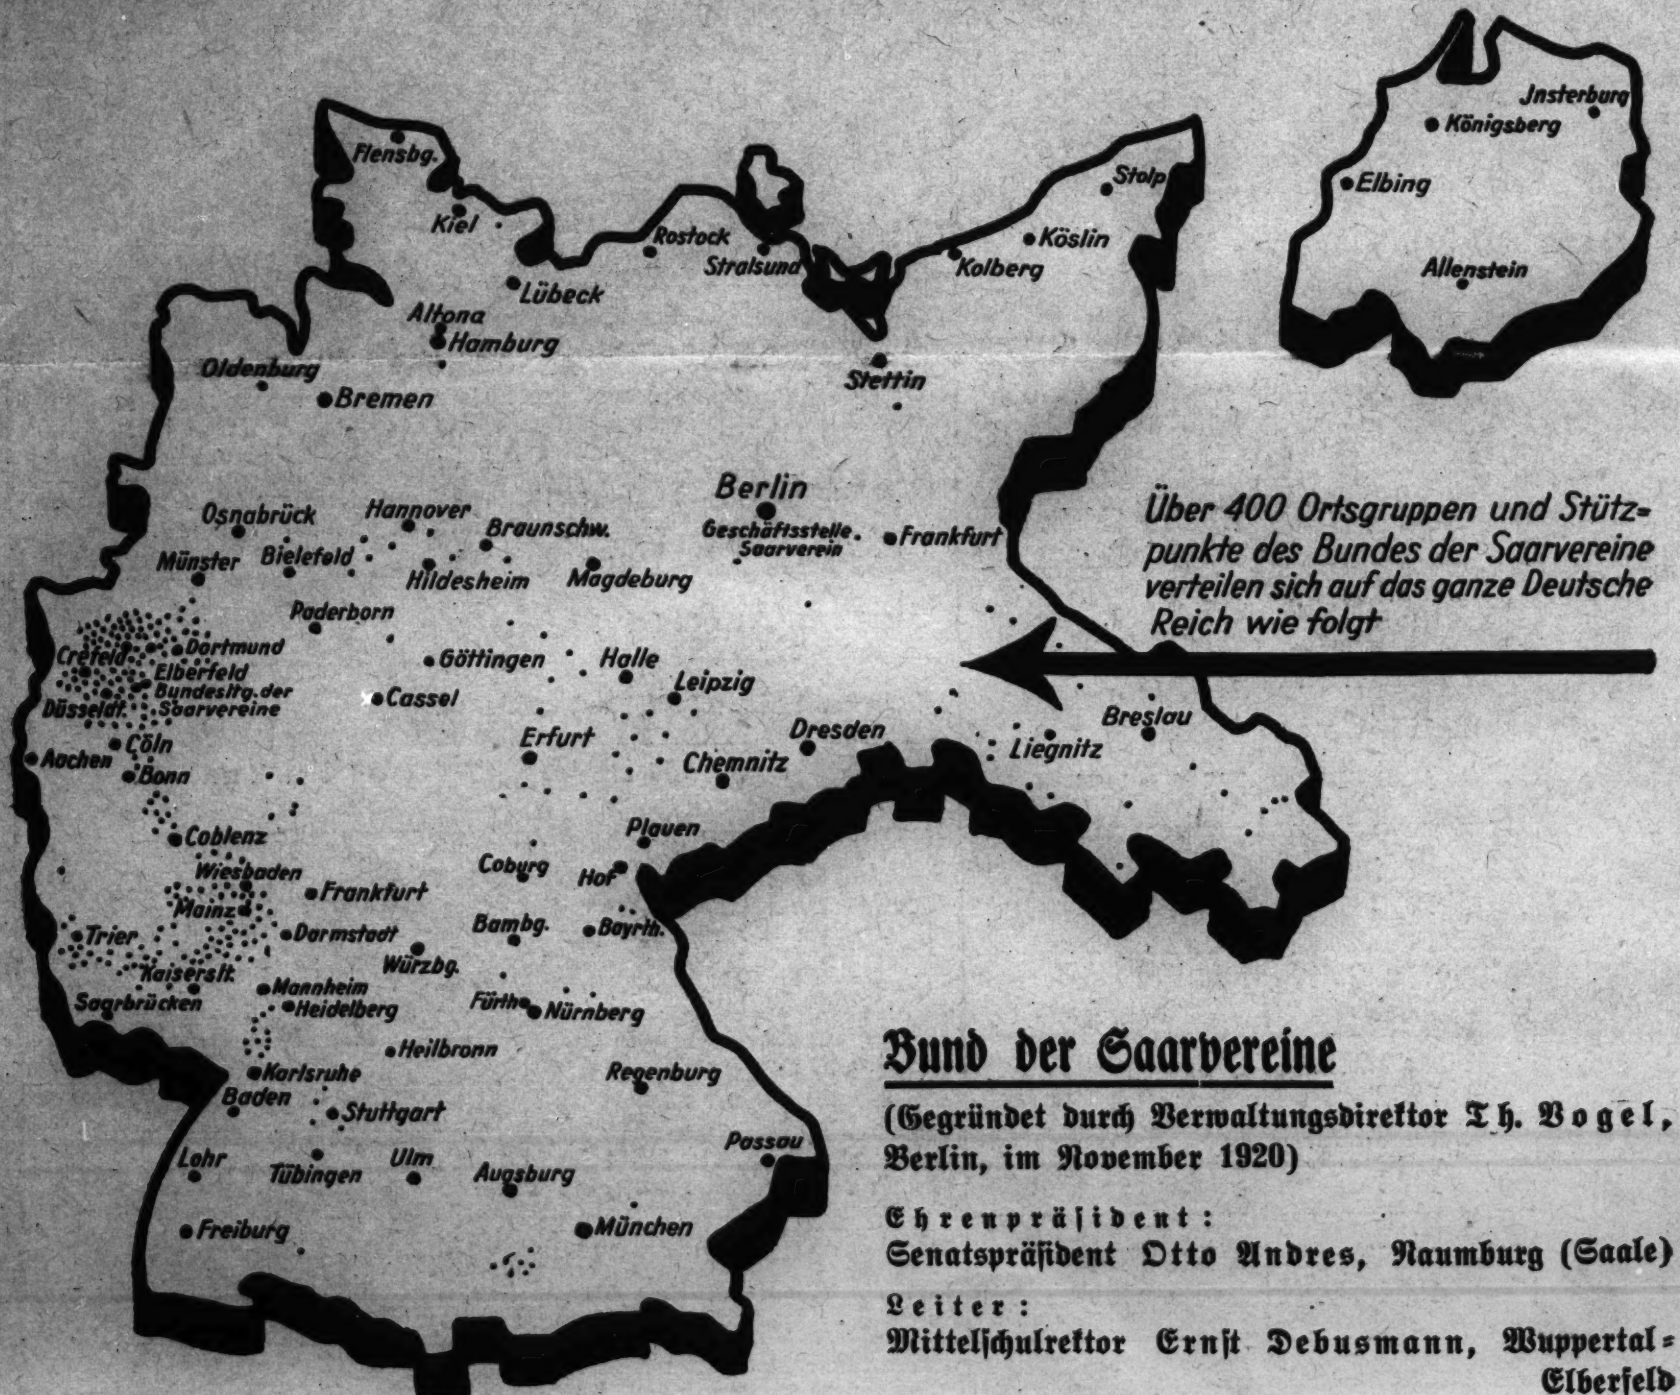 Jnsterburg
Königsberg
Elbing
Allenstein
Flensbg.
Kiel
Rostock
Stralsund
Stolp
Köslin
Kolberg
Lübeck
Altona
Hamburg
Oldenburg
Bremen
Stettin
Berlin
Geschäftsstelle.
Saarverein
Frankfurt
Osnabrück
Hannover
Braunschw.
Münster
Bielefeld
Hildesheim
Magdeburg
Über 400 Ortsgruppen und Stütz=
punkte des Bundes der Saarvereine
verteilen sich auf das ganze Deutsche
Reich wie folgt
Paderborn
Crefeld
Dortmund
Elberfeld
Bundesltg. der
Saarvereine
Düsseldf.
Göttingen
Halle
Leipzig
Cassel
Cöln
Aachen
Bonn
Erfurt
Dresden
Chemnitz
Breslau
Liegnitz
Coblenz
Plauen
Wiesbaden
Coburg
Hof
Frankfurt
Mainz
Trier
Darmstadt
Bambg.
Bayrth.
Würzbg.
Kaiserslt.
Mannheim
Saarbrücken
Heidelberg
Fürth
Nürnberg
Heilbronn
Karlsruhe
Regenburg
Baden
Stuttgart
Passau
Lohr
Tübingen
Ulm
Augsburg
Freiburg
München
Bund der Saarvereine
(Gegründet durch Verwaltungsdirektor Th. Vogel,
Berlin, im November 1920)
Ehrenpräsident:
Senatspräsident Otto Andres, Naumburg (Saale)
Leiter:
Mittelschulrektor Ernst Debusmann, Wuppertal=
Elberfeld